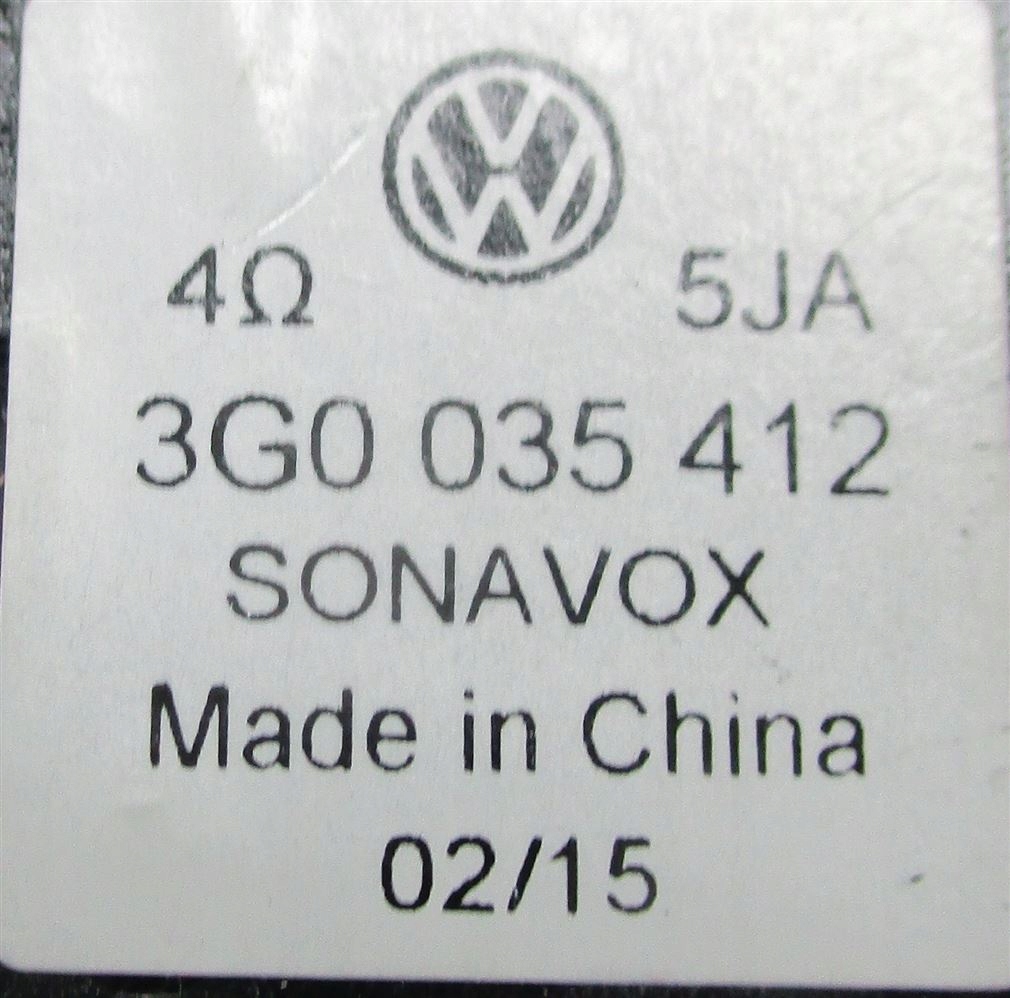 4Ω 5JA
3G0 035 412
SONAVOX
Made in China
02/15